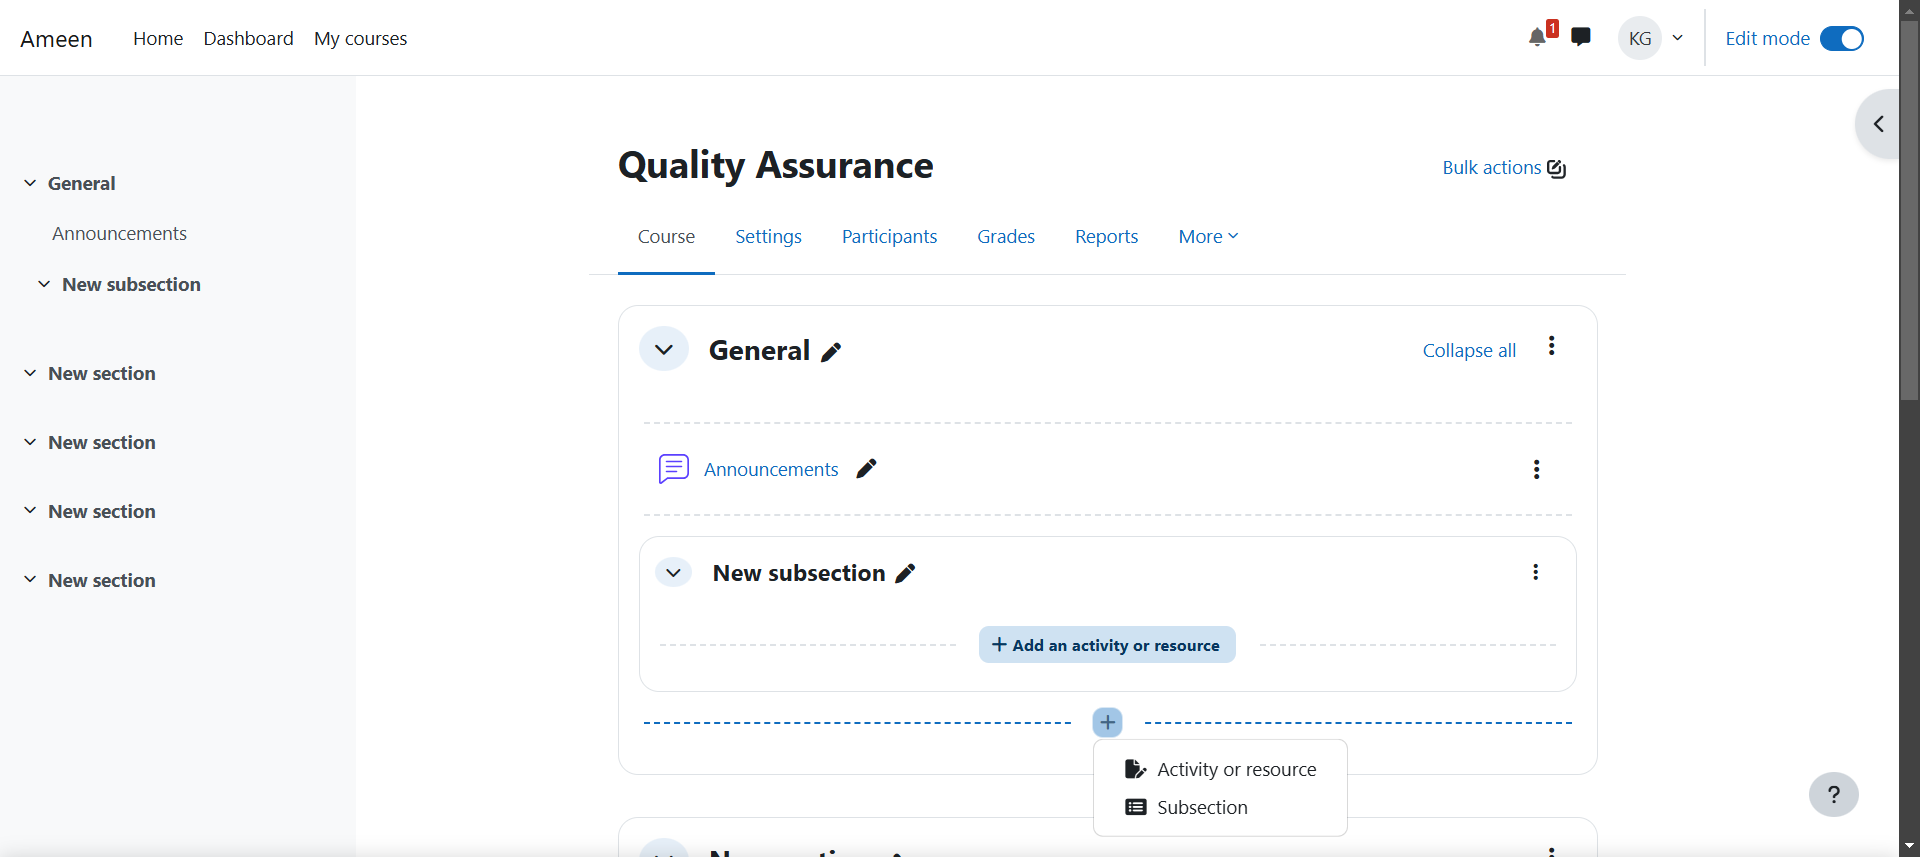 Ameen Home Dashboard My courses 1 KG Edit mode
General
Announcements
New subsection
New section
New section
New section
New section
Quality Assurance
Bulk actions
Course Settings Participants Grades Reports More
General
Collapse all
Announcements
New subsection
+ Add an activity or resource
+
Activity or resource
Subsection
?